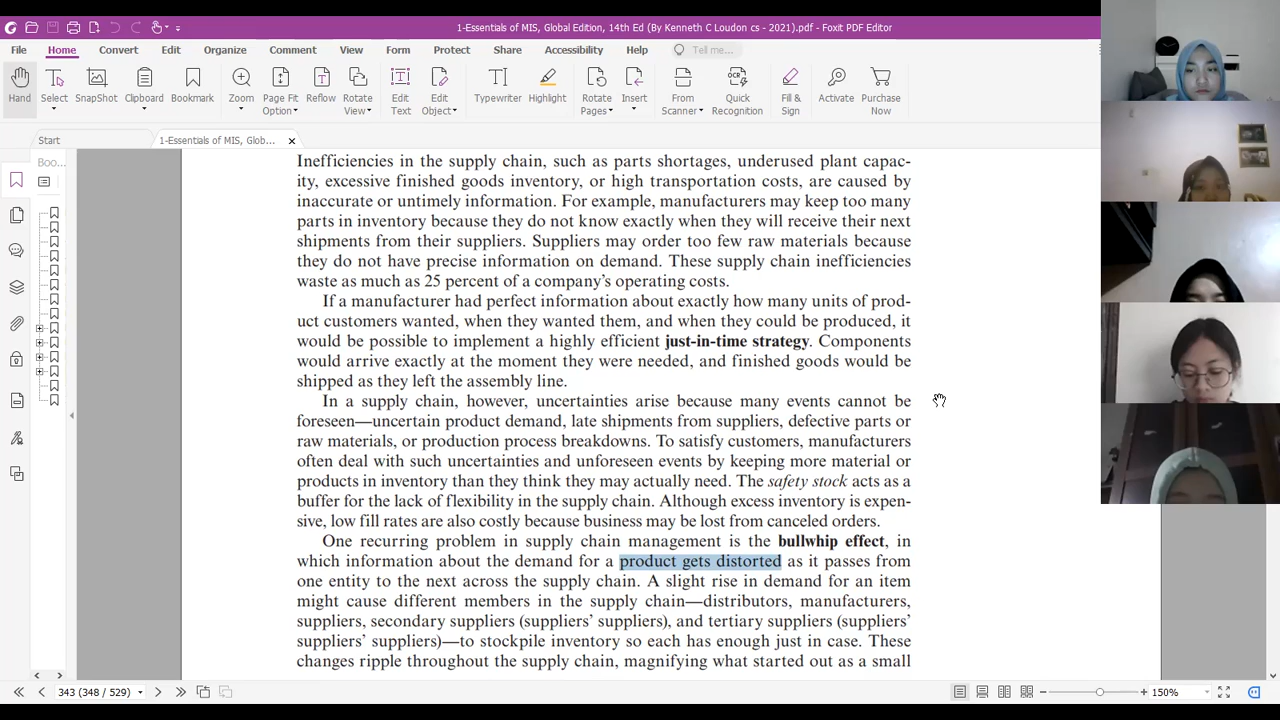 1-Essentials of MIS, Global Edition, 14th Ed (By Kenneth C Loudon cs - 2021).pdf - Foxit PDF Editor
File Home Convert Edit Organize Comment View Form Protect Share Accessibility Help Tell me...
Hand Select SnapShot Clipboard Bookmark Zoom Page Fit Option Reflow Rotate View Edit Text Edit Object Typewriter Highlight Rotate Pages Insert From Scanner Quick Recognition Fill & Sign Activate Purchase Now
OCR
Start 1-Essentials of MIS, Glob...
Boo...
Inefficiencies in the supply chain, such as parts shortages, underused plant capac-
ity, excessive finished goods inventory, or high transportation costs, are caused by
inaccurate or untimely information. For example, manufacturers may keep too many
parts in inventory because they do not know exactly when they will receive their next
shipments from their suppliers. Suppliers may order too few raw materials because
they do not have precise information on demand. These supply chain inefficiencies
waste as much as 25 percent of a company's operating costs.
If a manufacturer had perfect information about exactly how many units of prod-
uct customers wanted, when they wanted them, and when they could be produced, it
would be possible to implement a highly efficient just-in-time strategy. Components
would arrive exactly at the moment they were needed, and finished goods would be
shipped as they left the assembly line.
In a supply chain, however, uncertainties arise because many events cannot be
foreseen—uncertain product demand, late shipments from suppliers, defective parts or
raw materials, or production process breakdowns. To satisfy customers, manufacturers
often deal with such uncertainties and unforeseen events by keeping more material or
products in inventory than they think they may actually need. The safety stock acts as a
buffer for the lack of flexibility in the supply chain. Although excess inventory is expen-
sive, low fill rates are also costly because business may be lost from canceled orders.
One recurring problem in supply chain management is the bullwhip effect, in
which information about the demand for a product gets distorted as it passes from
one entity to the next across the supply chain. A slight rise in demand for an item
might cause different members in the supply chain—distributors, manufacturers,
suppliers, secondary suppliers (suppliers' suppliers), and tertiary suppliers (suppliers'
suppliers' suppliers)—to stockpile inventory so each has enough just in case. These
changes ripple throughout the supply chain, magnifying what started out as a small
343 (348 / 529) 150%